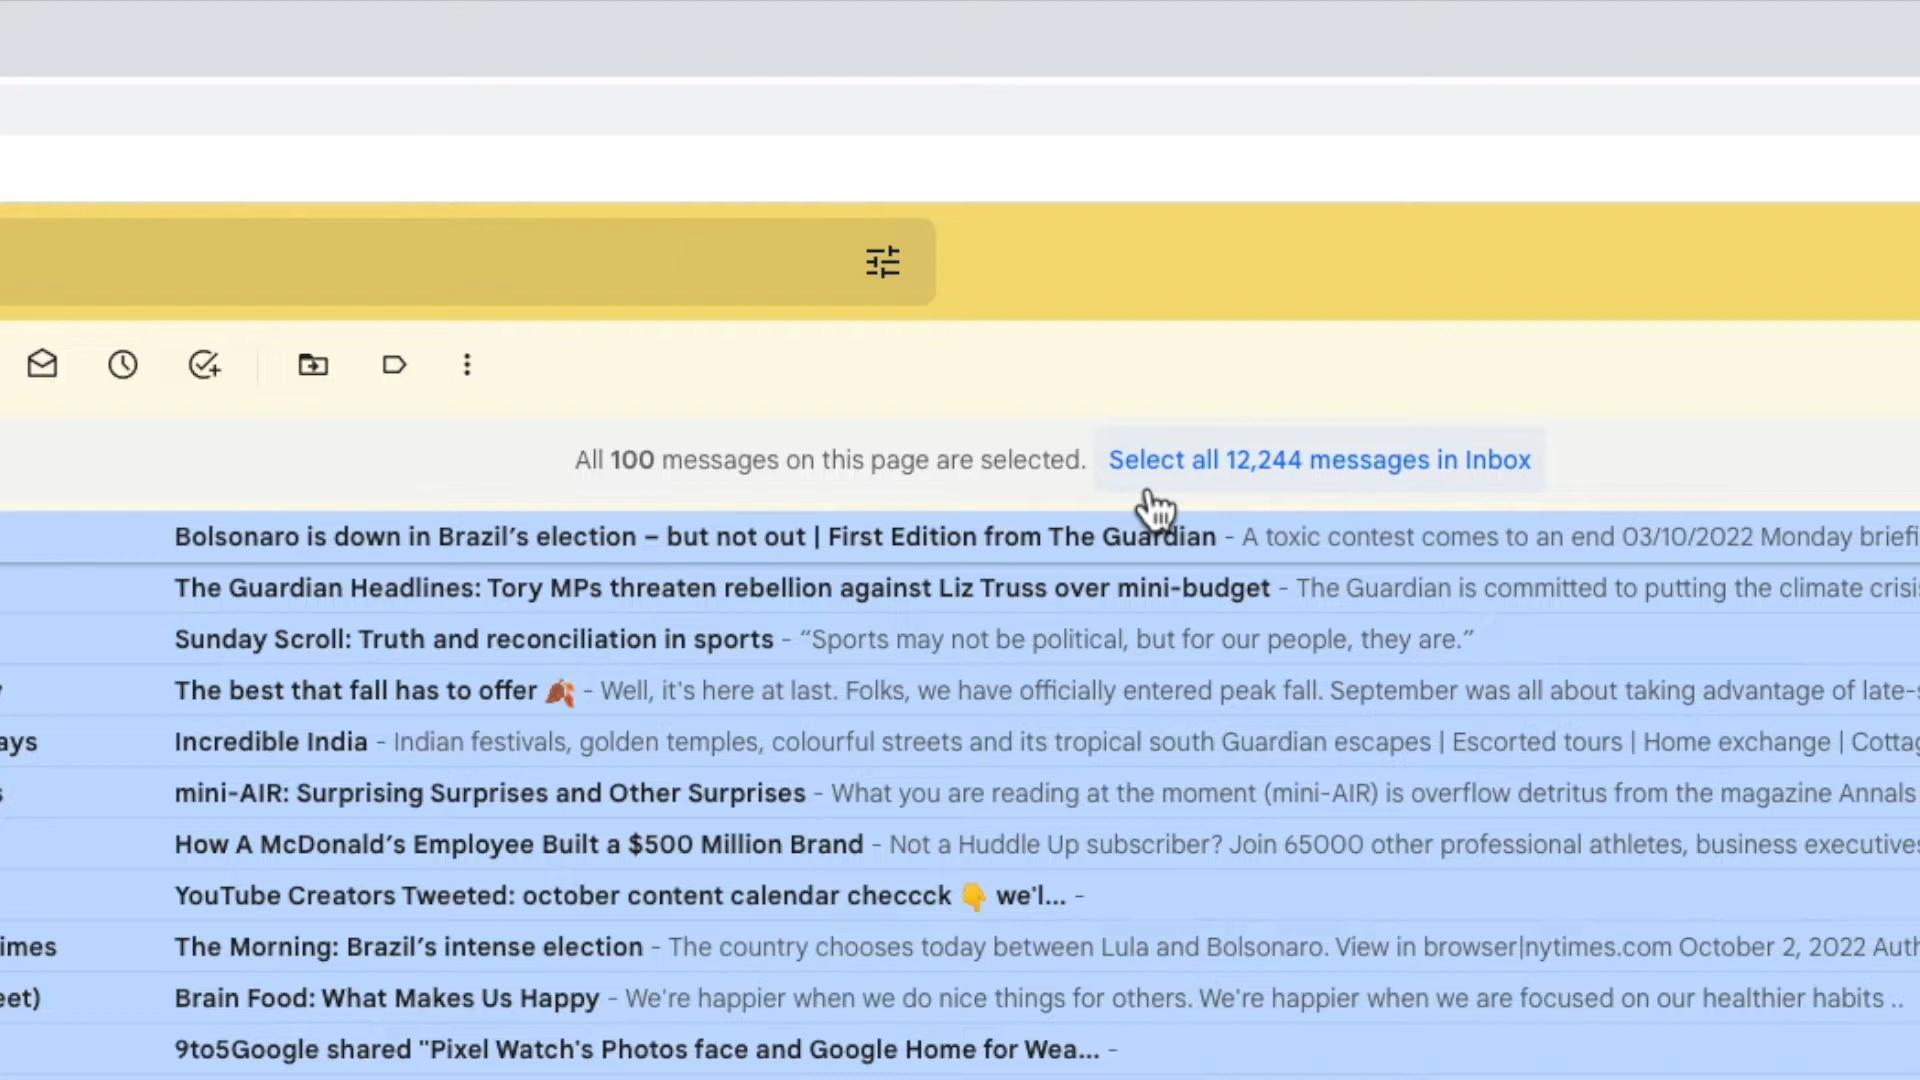 All 100 messages on this page are selected. Select all 12,244 messages in Inbox
Bolsonaro is down in Brazil’s election – but not out | First Edition from The Guardian - A toxic contest comes to an end 03/10/2022 Monday briefi
The Guardian Headlines: Tory MPs threaten rebellion against Liz Truss over mini-budget - The Guardian is committed to putting the climate crisi
Sunday Scroll: Truth and reconciliation in sports - “Sports may not be political, but for our people, they are.”
The best that fall has to offer 🍂 - Well, it's here at last. Folks, we have officially entered peak fall. September was all about taking advantage of late-s
ays Incredible India - Indian festivals, golden temples, colourful streets and its tropical south Guardian escapes | Escorted tours | Home exchange | Cottag
s mini-AIR: Surprising Surprises and Other Surprises - What you are reading at the moment (mini-AIR) is overflow detritus from the magazine Annals
How A McDonald’s Employee Built a $500 Million Brand - Not a Huddle Up subscriber? Join 65000 other professional athletes, business executives
YouTube Creators Tweeted: october content calendar checcck 👇 we'l... -
imes The Morning: Brazil’s intense election - The country chooses today between Lula and Bolsonaro. View in browser|nytimes.com October 2, 2022 Auth
eet) Brain Food: What Makes Us Happy - We're happier when we do nice things for others. We're happier when we are focused on our healthier habits ..
9to5Google shared "Pixel Watch's Photos face and Google Home for Wea... -